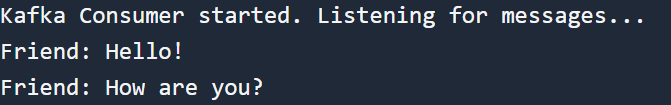 Kafka Consumer started. Listening for messages...
Friend: Hello!
Friend: How are you?